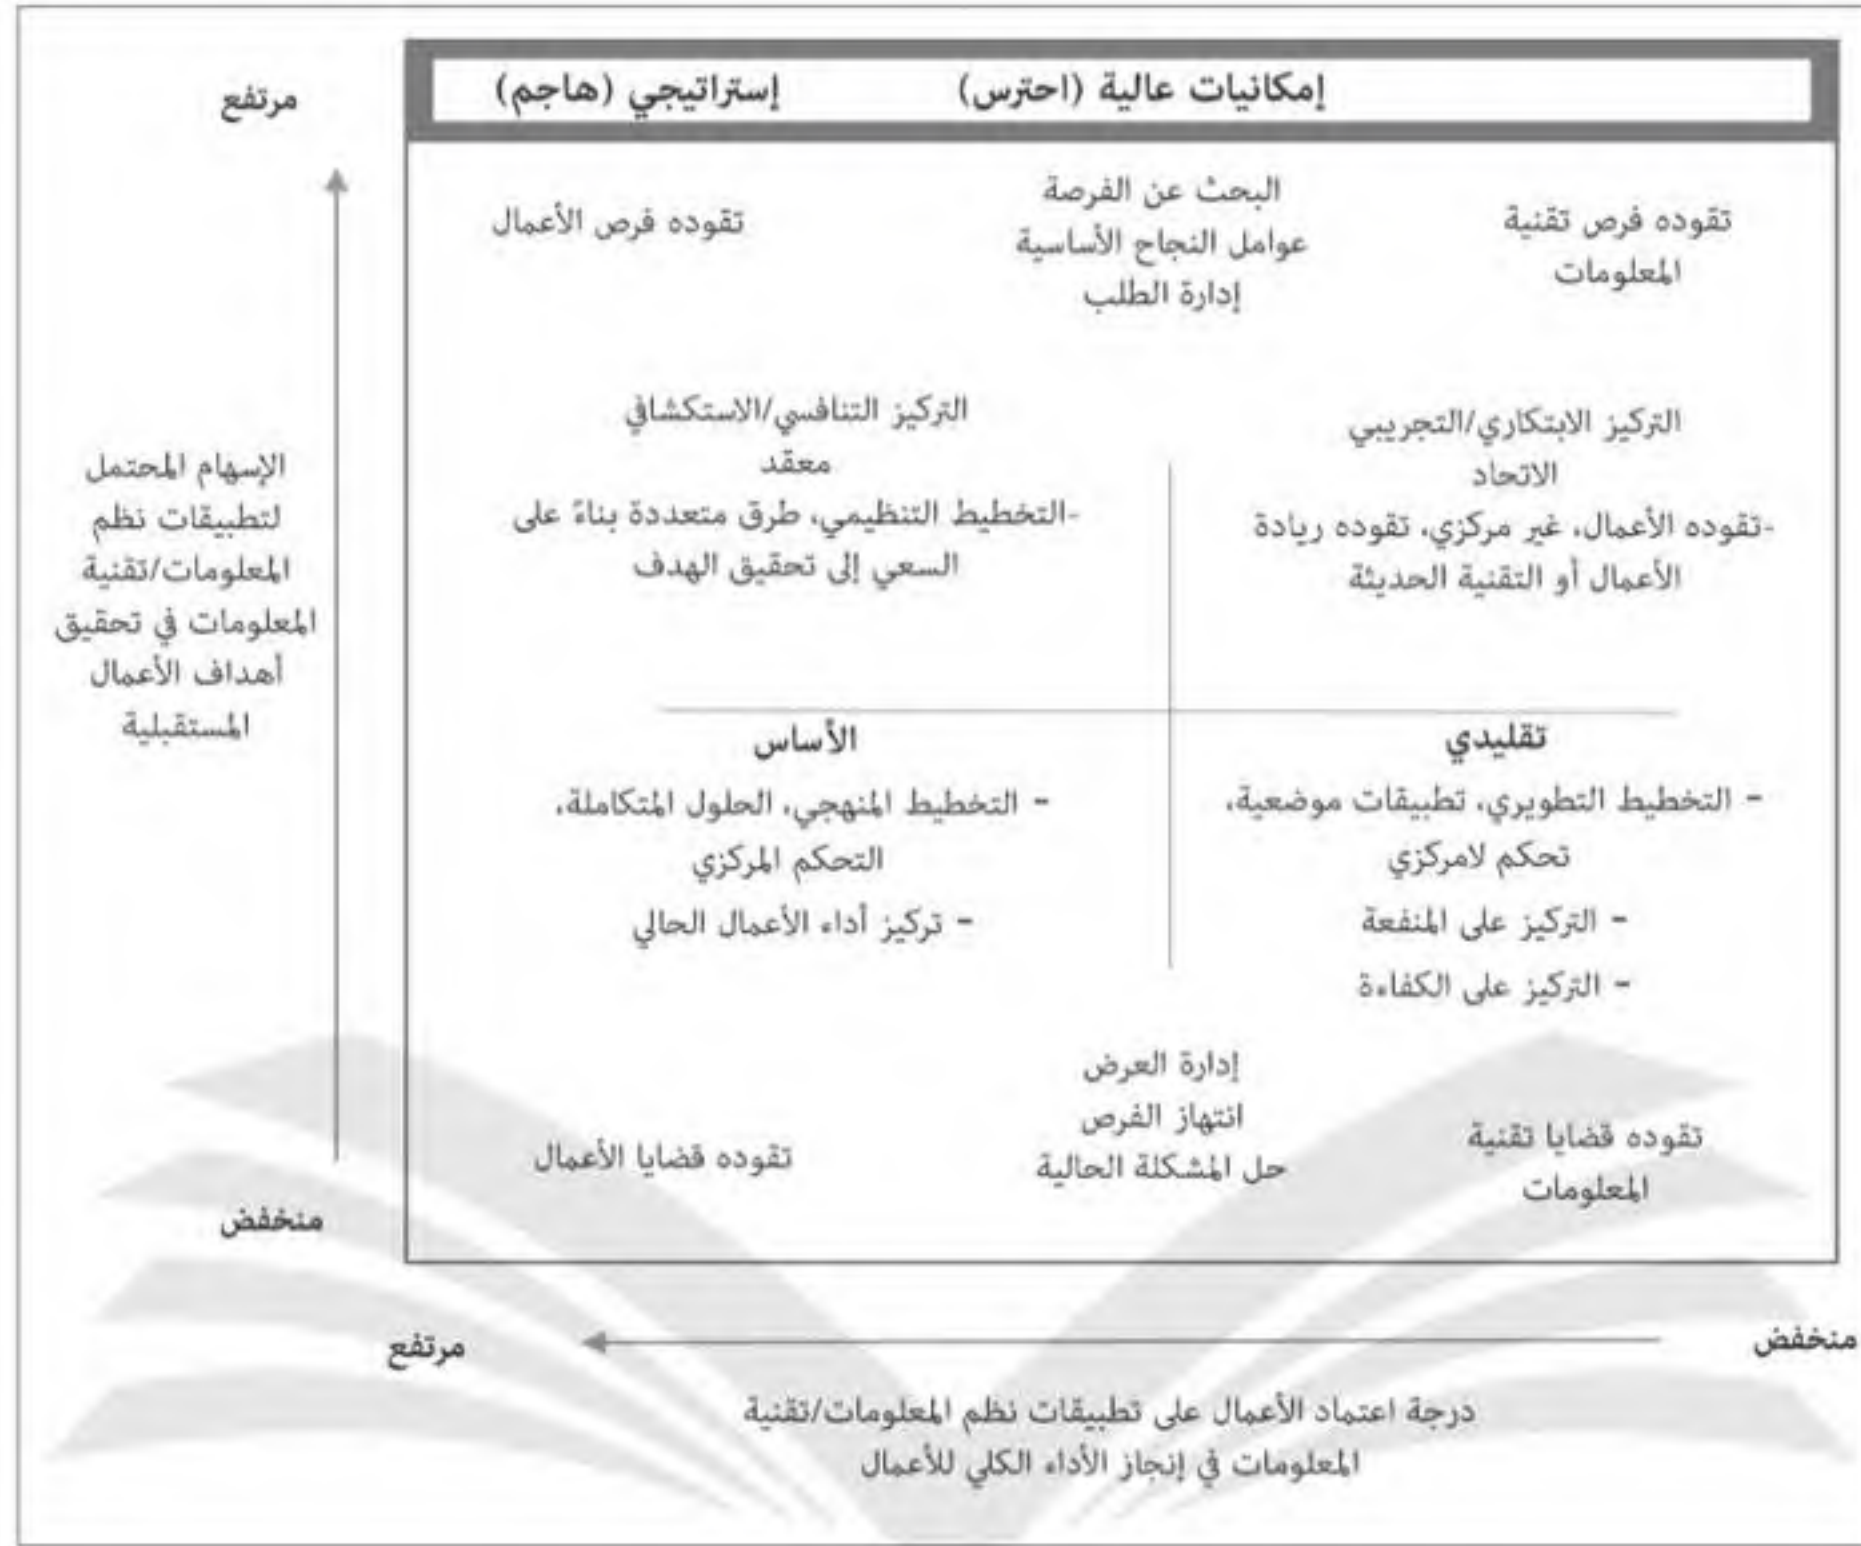 إمكانيات عالية (احترس) إستراتيجي (هاجم)
مرتفع
تقوده فرص تقنية
المعلومات
البحث عن الفرصة
عوامل النجاح الأساسية
إدارة الطلب
تقوده فرص الأعمال
التركيز الابتكاري/التجريبي
الاتحاد
-تقوده الأعمال، غير مركزي، تقوده ريادة
الأعمال أو التقنية الحديثة
التركيز التنافسي/الاستكشافي
معقد
-التخطيط التنظيمي، طرق متعددة بناءً على
السعي إلى تحقيق الهدف
الإسهام المحتمل
لتطبيقات نظم
المعلومات/تقنية
المعلومات في تحقيق
أهداف الأعمال
المستقبلية
تقليدي
- التخطيط التطويري، تطبيقات موضعية،
تحكم لامركزي
- التركيز على المنفعة
- التركيز على الكفاءة
الأساس
- التخطيط المنهجي، الحلول المتكاملة،
التحكم المركزي
- تركيز أداء الأعمال الحالي
تقوده قضايا تقنية
المعلومات
إدارة العرض
انتهاز الفرص
حل المشكلة الحالية
تقوده قضايا الأعمال
منخفض
منخفض
مرتفع
درجة اعتماد الأعمال على تطبيقات نظم المعلومات/تقنية
المعلومات في إنجاز الأداء الكلي للأعمال